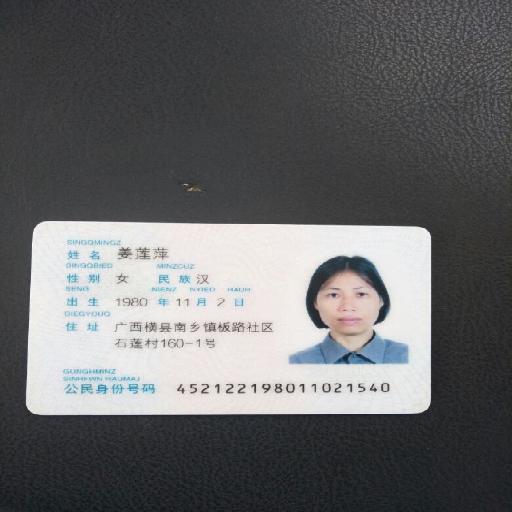 SINGQMINGZ
姓名 姜莲萍
SINGQBIED MINZCUZ
性别 女 民族 汉
SENG NIENZ NYIED HAUH
出生 1980 年 11 月 2 日
DIEGYOUQ
住址 广西横县南乡镇板路社区
石莲村160-1号
GUNGHMINZ
SINHFWN HAUMAJ
公民身份号码 452122198011021540